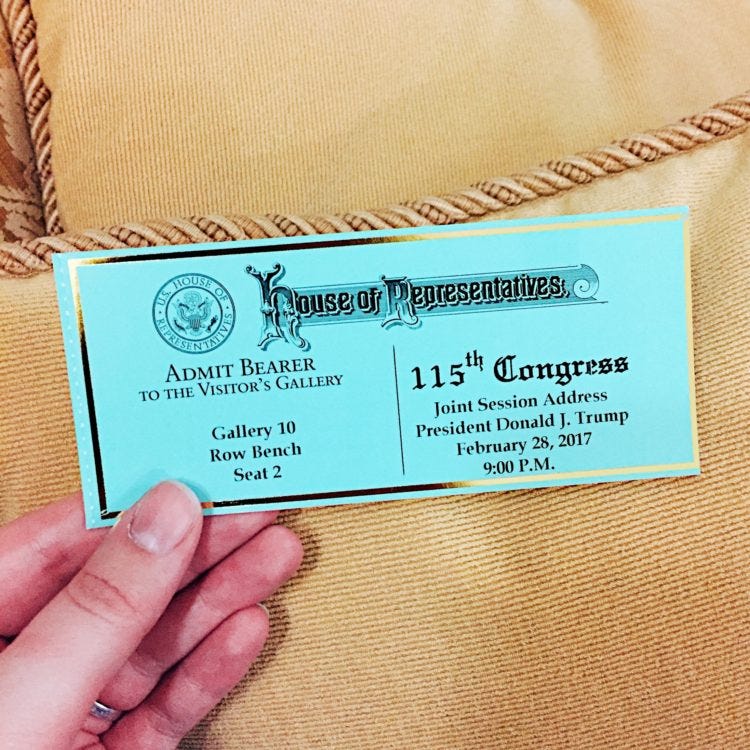 U.S. HOUSE OF REPRESENTATIVES
House of Representatives,
ADMIT BEARER
TO THE VISITOR'S GALLERY
Gallery 10
Row Bench
Seat 2
115th Congress
Joint Session Address
President Donald J. Trump
February 28, 2017
9:00 P.M.